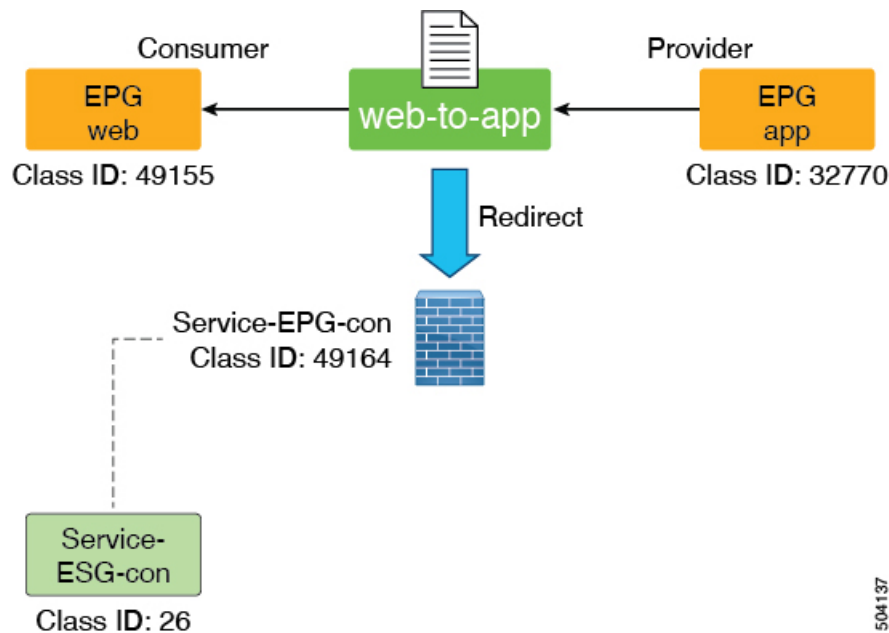 Consumer
Provider
EPG
web
web-to-app
EPG
app
Class ID: 49155
Class ID: 32770
Redirect
Service-EPG-con
Class ID: 49164
Service-
ESG-con
Class ID: 26
504137